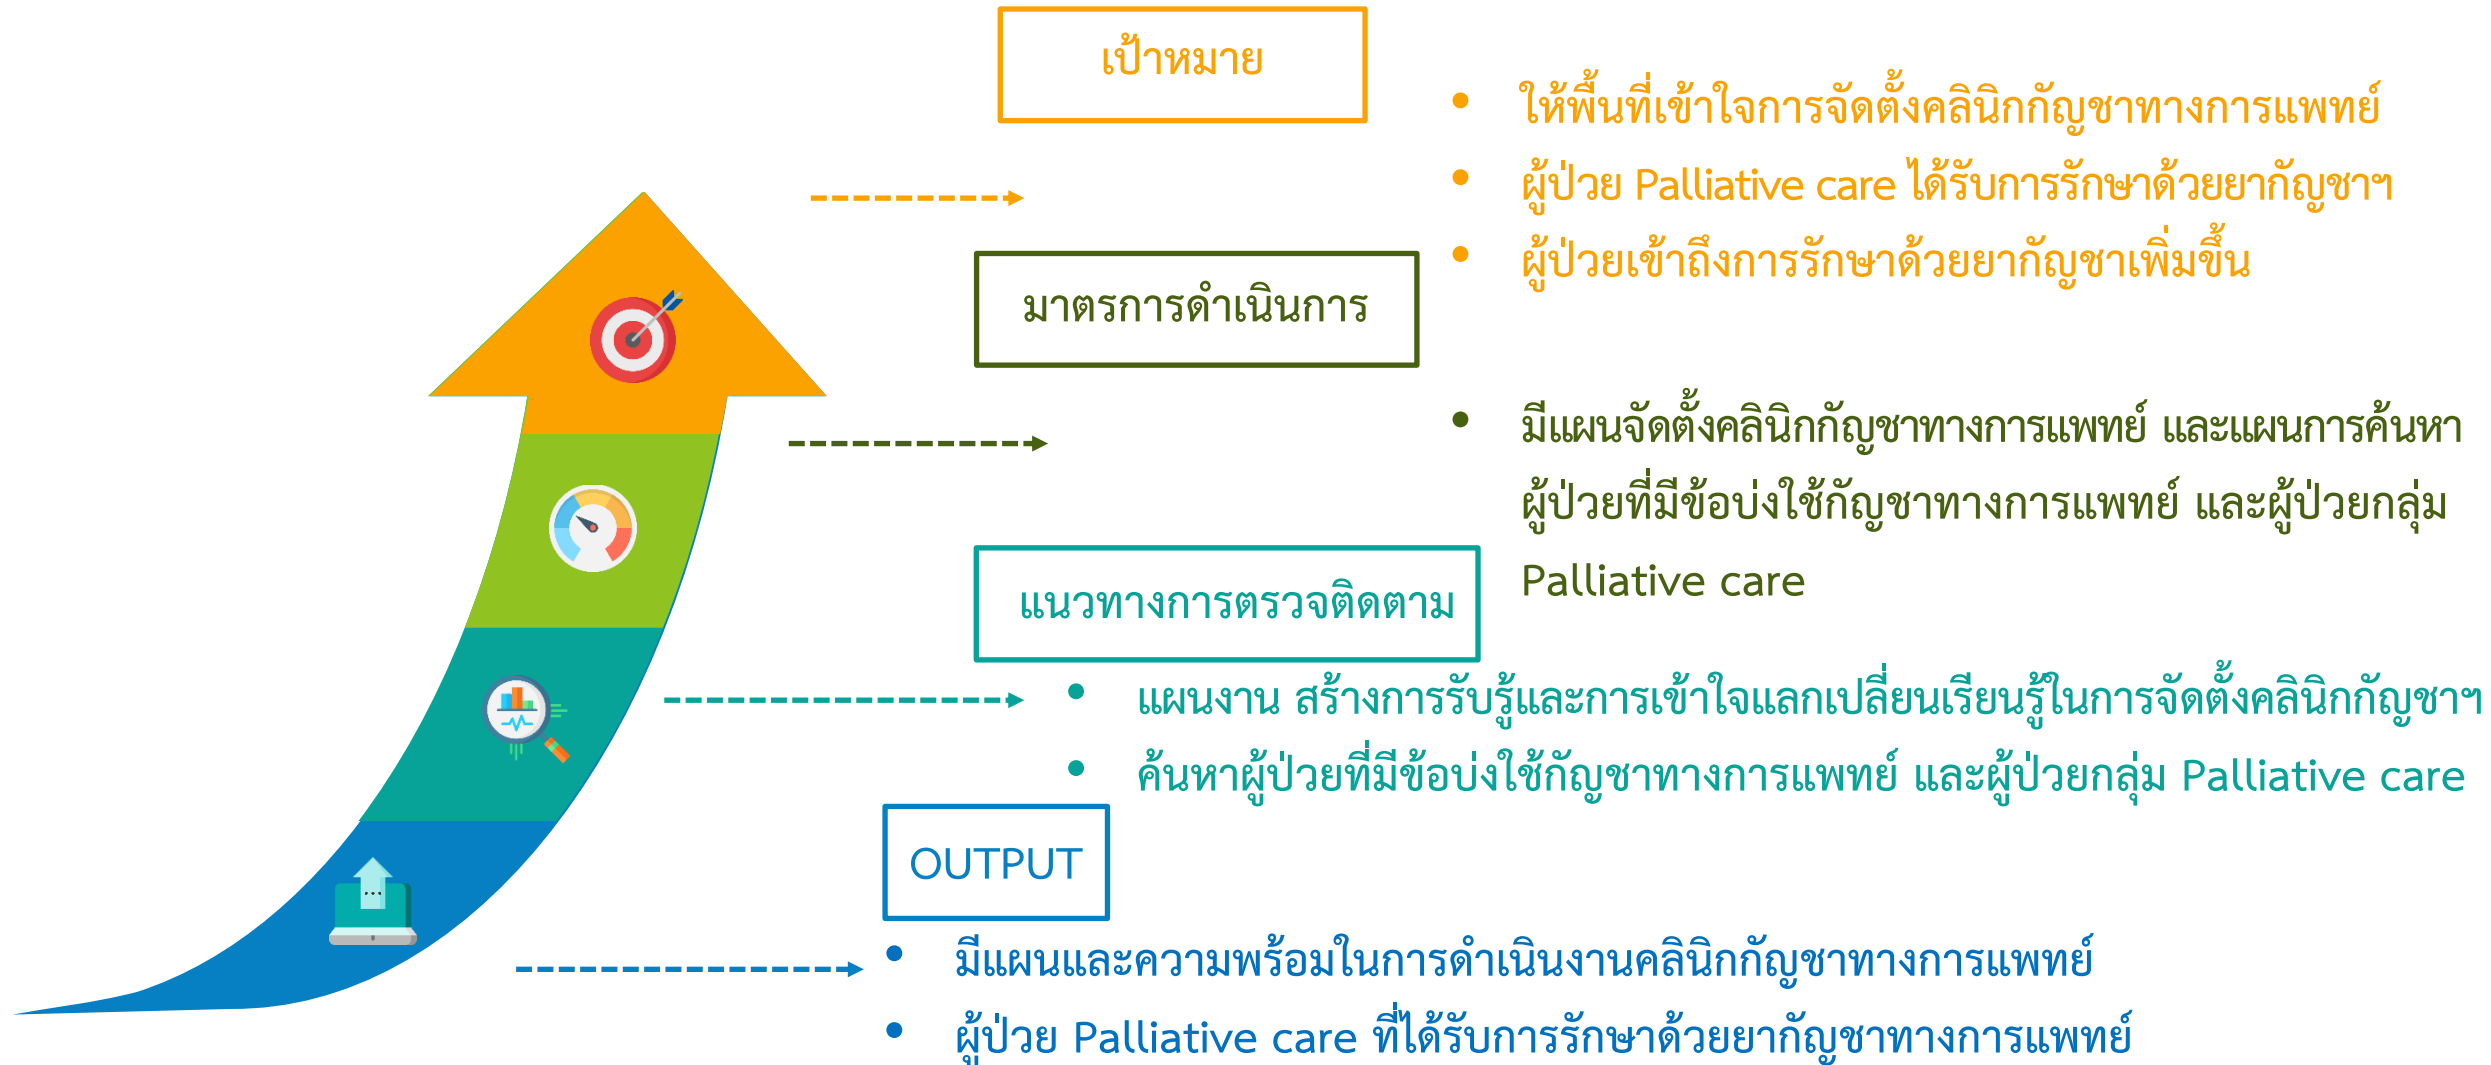 เป้าหมาย
ให้พื้นที่เข้าใจการจัดตั้งคลินิกกัญชาทางการแพทย์
ผู้ป่วย Palliative care ได้รับการรักษาด้วยยากัญชาฯ
ผู้ป่วยเข้าถึงการรักษาด้วยยากัญชาเพิ่มขึ้น
มาตรการดำเนินการ
มีแผนจัดตั้งคลินิกกัญชาทางการแพทย์ และแผนการค้นหา
ผู้ป่วยที่มีข้อบ่งใช้กัญชาทางการแพทย์ และผู้ป่วยกลุ่ม
Palliative care
แนวทางการตรวจติดตาม
แผนงาน สร้างการรับรู้และการเข้าใจแลกเปลี่ยนเรียนรู้ในการจัดตั้งคลินิกกัญชาฯ
ค้นหาผู้ป่วยที่มีข้อบ่งใช้กัญชาทางการแพทย์ และผู้ป่วยกลุ่ม Palliative care
OUTPUT
มีแผนและความพร้อมในการดำเนินงานคลินิกกัญชาทางการแพทย์
ผู้ป่วย Palliative care ที่ได้รับการรักษาด้วยยากัญชาทางการแพทย์